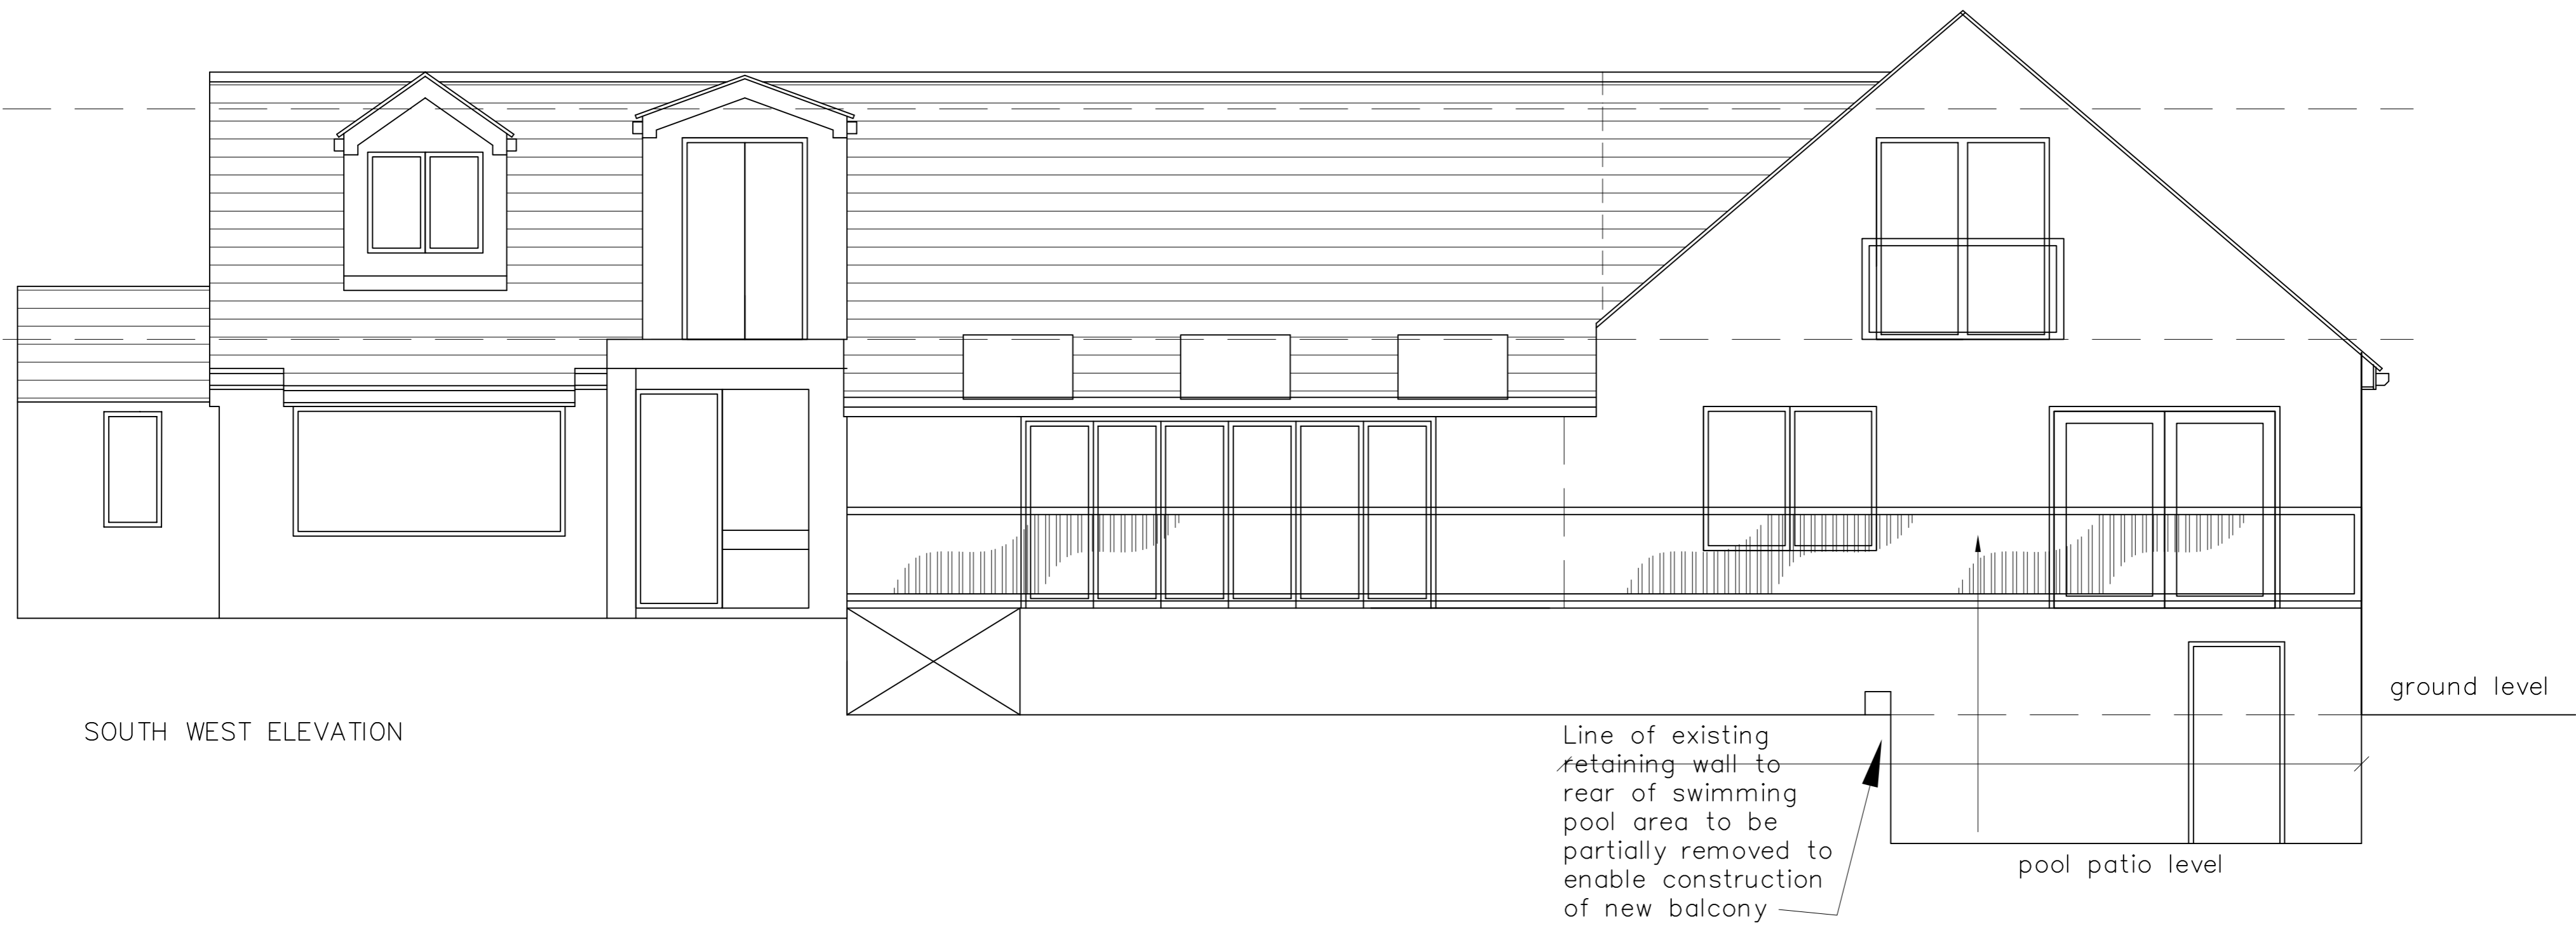 SOUTH WEST ELEVATION
ground level
Line of existing
retaining wall to
rear of swimming
pool area to be
partially removed to
enable construction
of new balcony
pool patio level